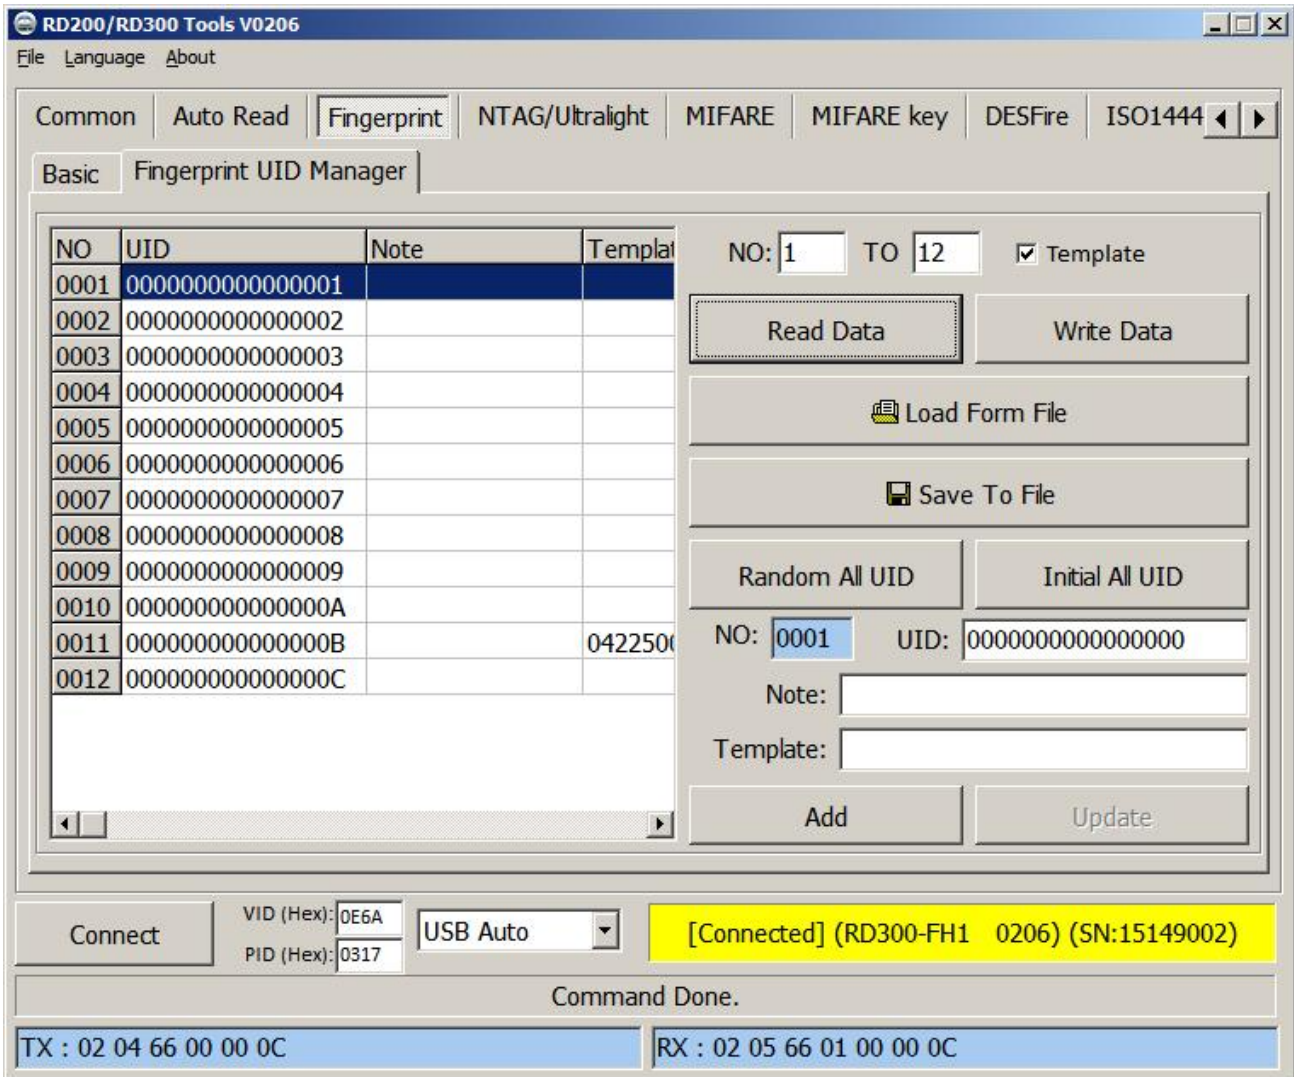 RD200/RD300 Tools V0206
File Language About
Common Auto Read Fingerprint NTAG/Ultralight MIFARE MIFARE key DESFire ISO1444
Basic Fingerprint UID Manager
NO UID Note Templat
0001 0000000000000001
0002 0000000000000002
0003 0000000000000003
0004 0000000000000004
0005 0000000000000005
0006 0000000000000006
0007 0000000000000007
0008 0000000000000008
0009 0000000000000009
0010 000000000000000A
0011 000000000000000B 0422500
0012 000000000000000C
NO: 1 TO 12 Template
Read Data Write Data
Load Form File
Save To File
Random All UID Initial All UID
NO: 0001 UID: 0000000000000000
Note:
Template:
Add Update
Connect
VID (Hex): 0E6A
PID (Hex): 0317
USB Auto
[Connected] (RD300-FH1 0206) (SN:15149002)
Command Done.
TX : 02 04 66 00 00 0C
RX : 02 05 66 01 00 00 0C